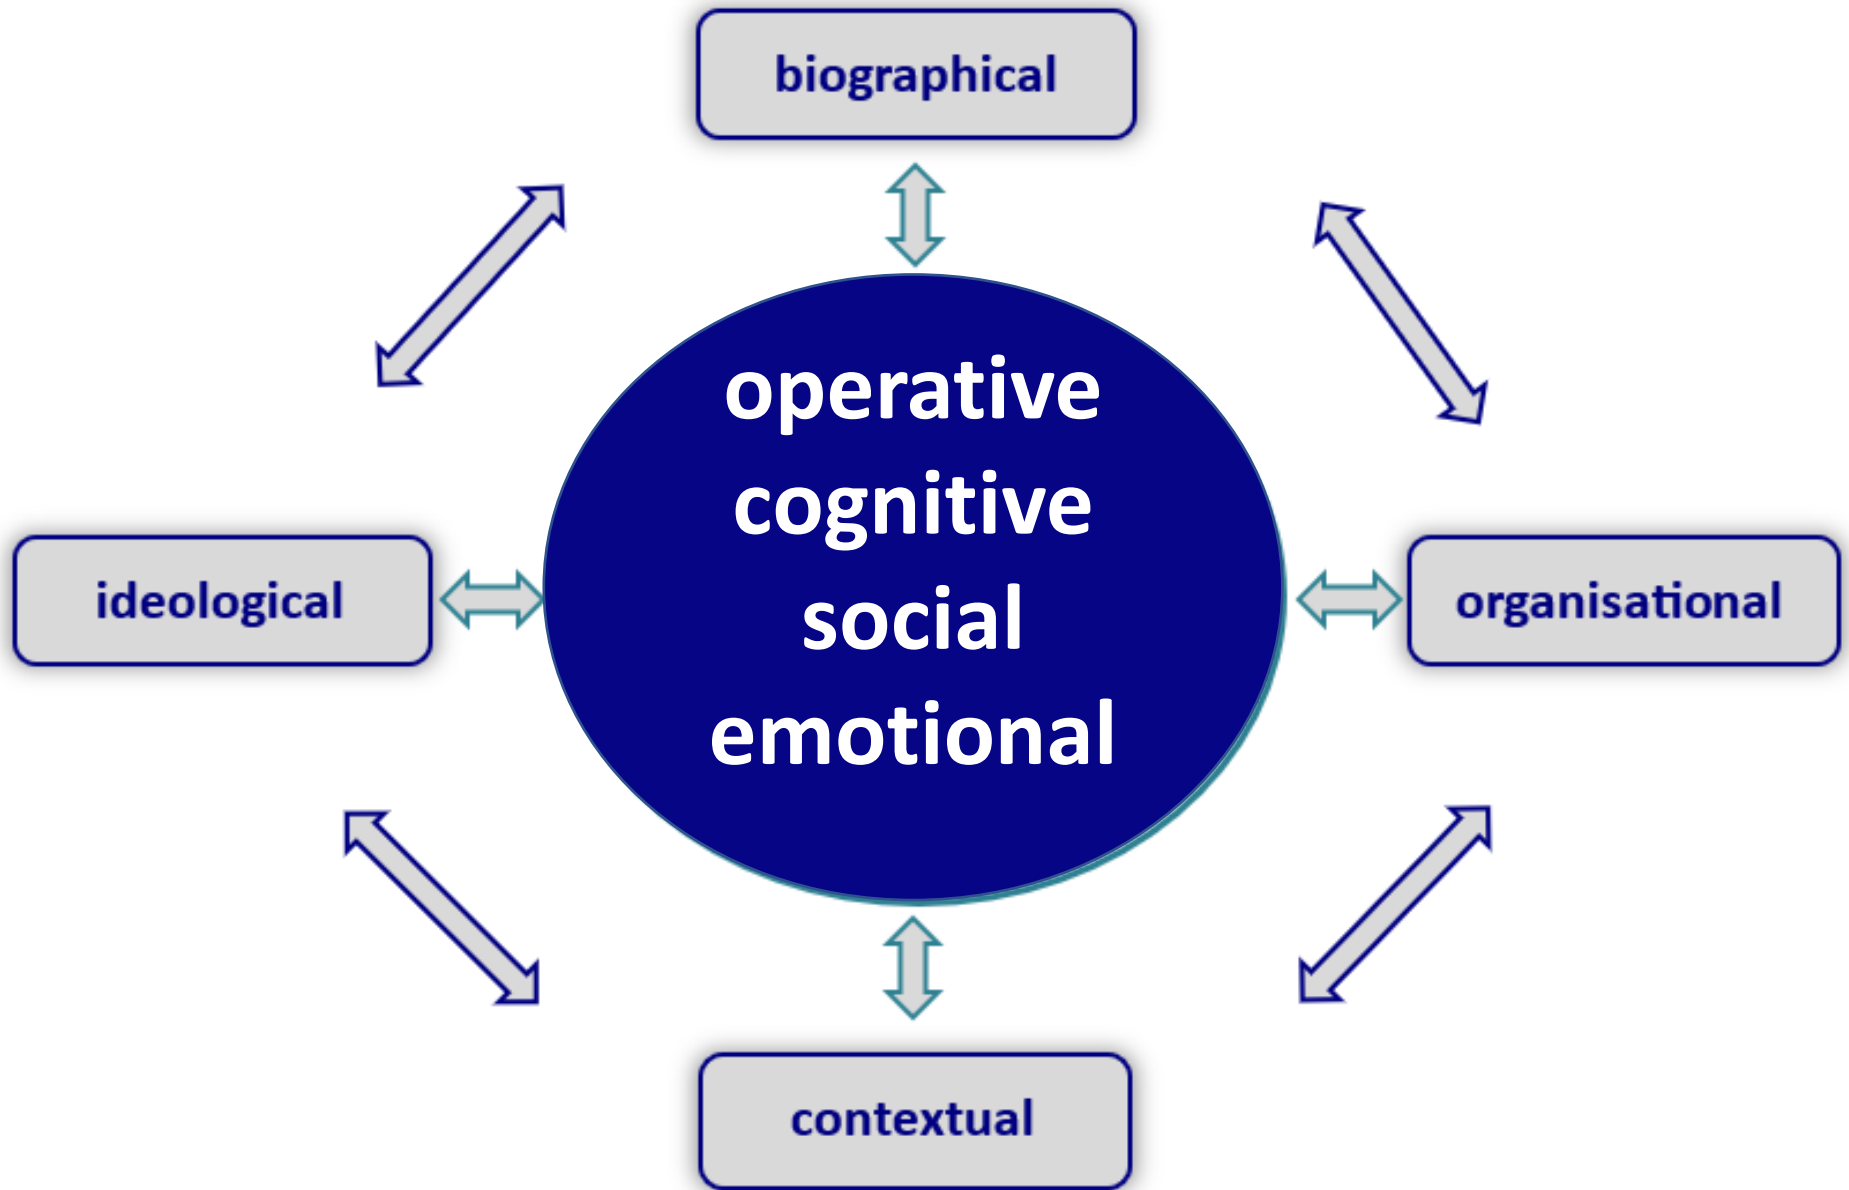 biographical
operative
cognitive
social
emotional
ideological
organisational
contextual